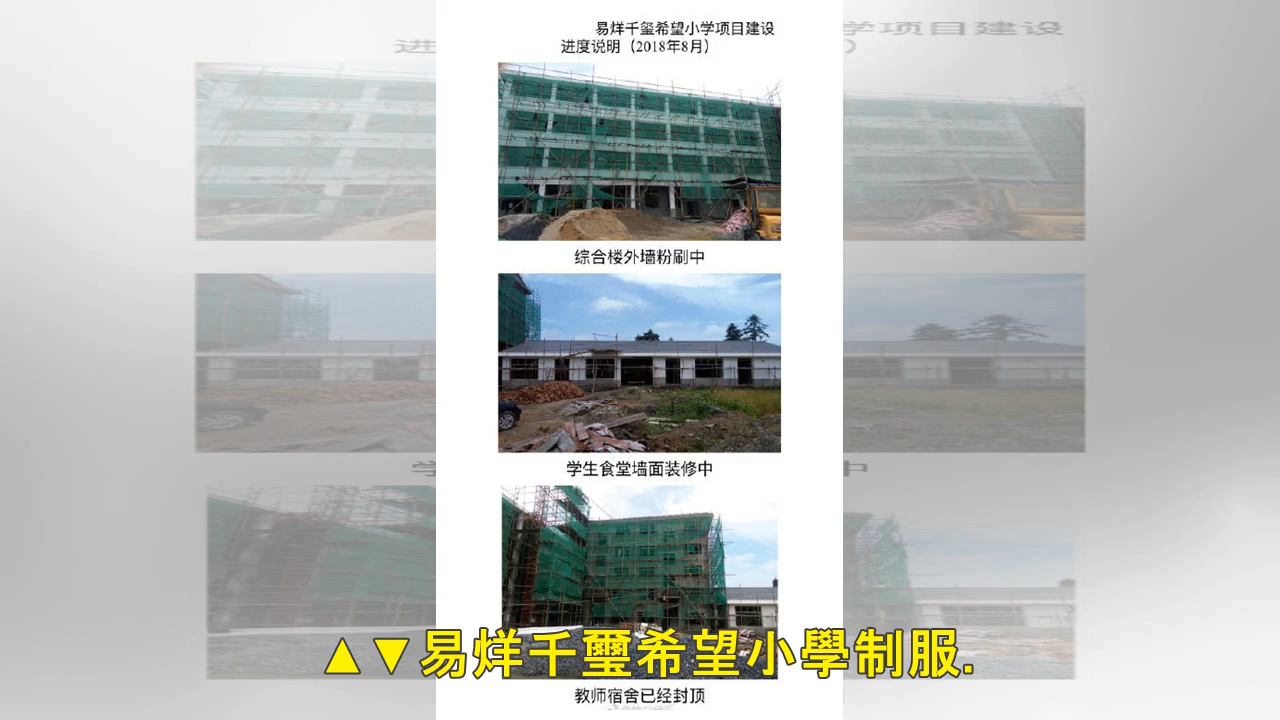 易烊千玺希望小学项目建设
进度说明（2018年8月）
综合楼外墙粉刷中
学生食堂墙面装修中
▲▼易烊千璽希望小學制服.
教师宿舍已经封顶